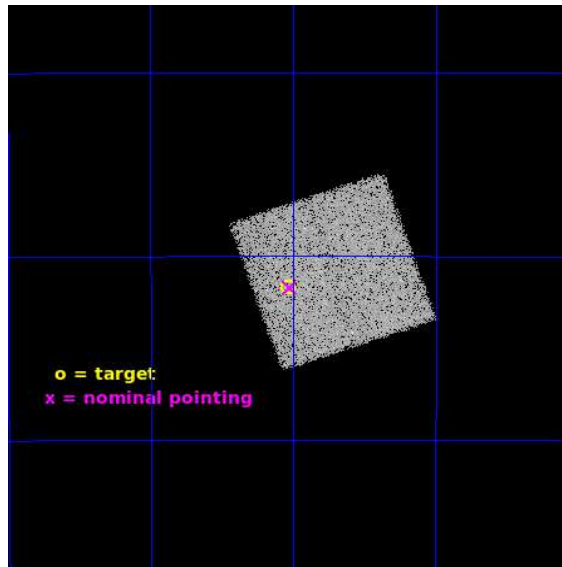 o = target
x = nominal pointing